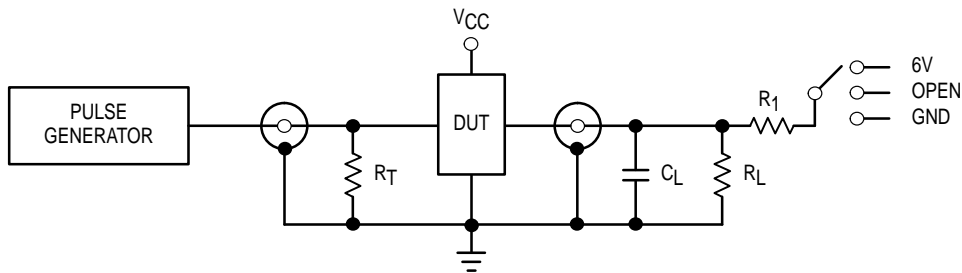 VCC
PULSE
GENERATOR
DUT
RT
CL
RL
R1
6V
OPEN
GND